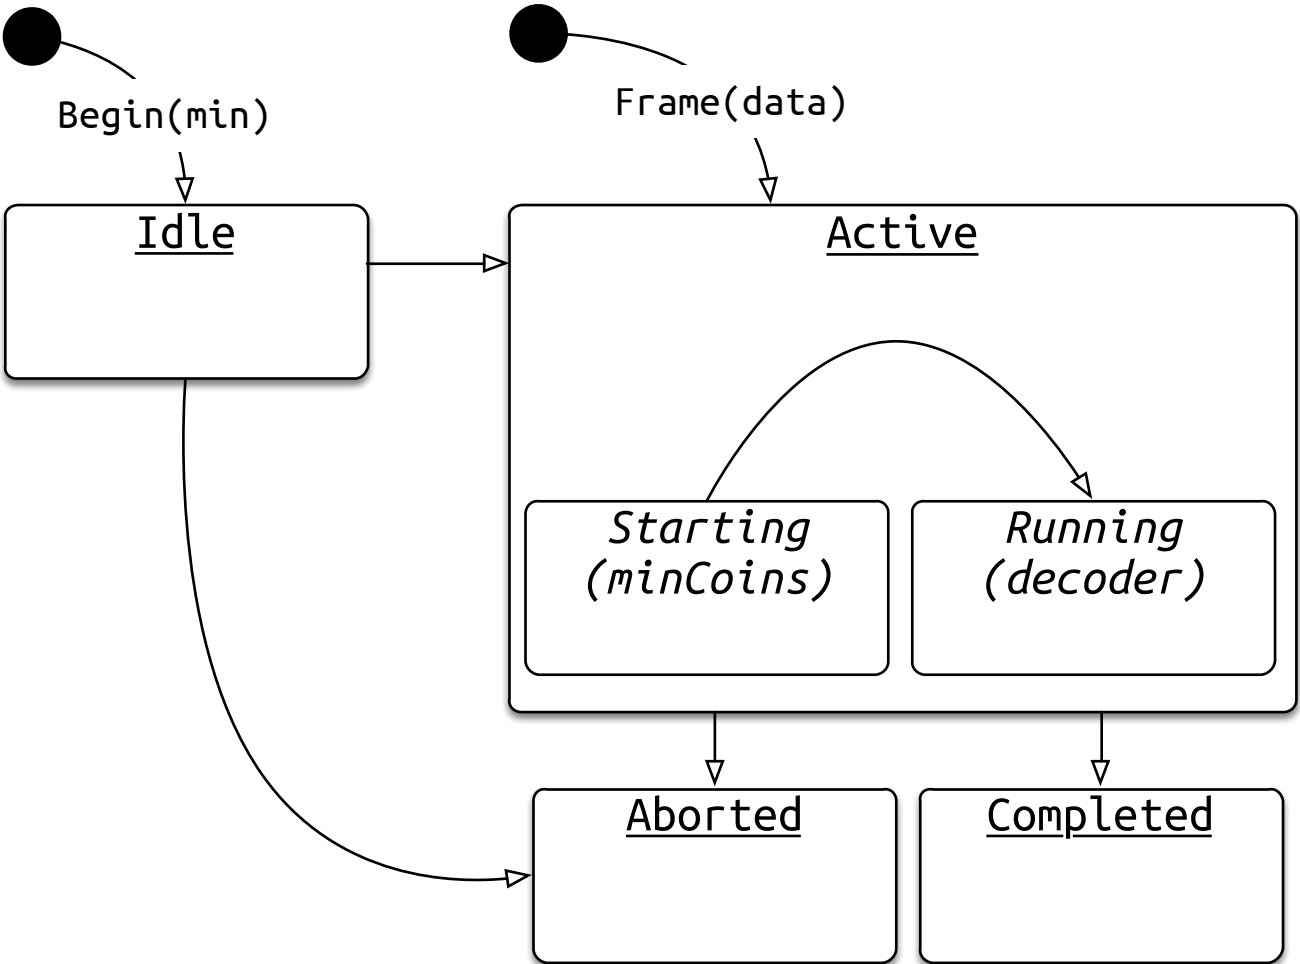 Begin(min)
Frame(data)
Idle
Active
Starting
(minCoins)
Running
(decoder)
Aborted
Completed